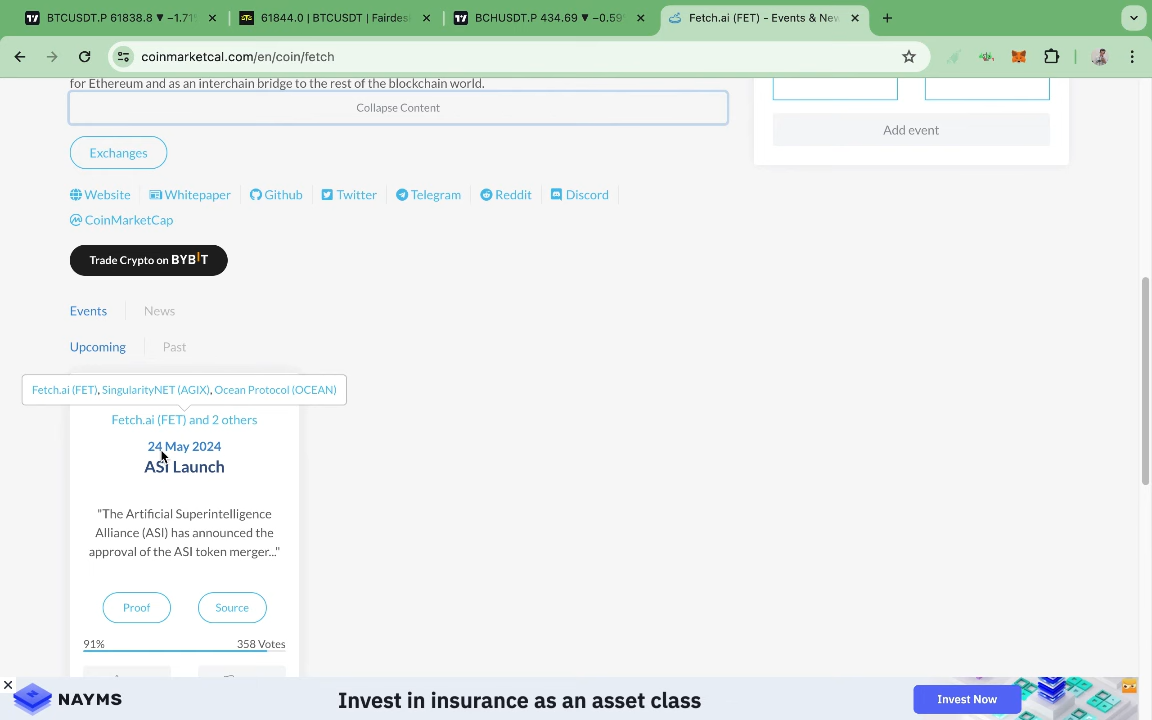 BTCUSDT.P 61838.8 ▼ −1.71
61844.0 | BTCUSDT | Fairdes
BCHUSDT.P 434.69 ▼ −0.59
Fetch.ai (FET) - Events & Ne
coinmarketcal.com/en/coin/fetch
for Ethereum and as an interchain bridge to the rest of the blockchain world.
Collapse Content
Add event
Exchanges
Website Whitepaper Github Twitter Telegram Reddit Discord
CoinMarketCap
Trade Crypto on BYBIT
Events News
Upcoming Past
Fetch.ai (FET), SingularityNET (AGIX), Ocean Protocol (OCEAN)
Fetch.ai (FET) and 2 others
24 May 2024
ASI Launch
"The Artificial Superintelligence
Alliance (ASI) has announced the
approval of the ASI token merger..."
Proof Source
91% 358 Votes
NAYMS Invest in insurance as an asset class Invest Now